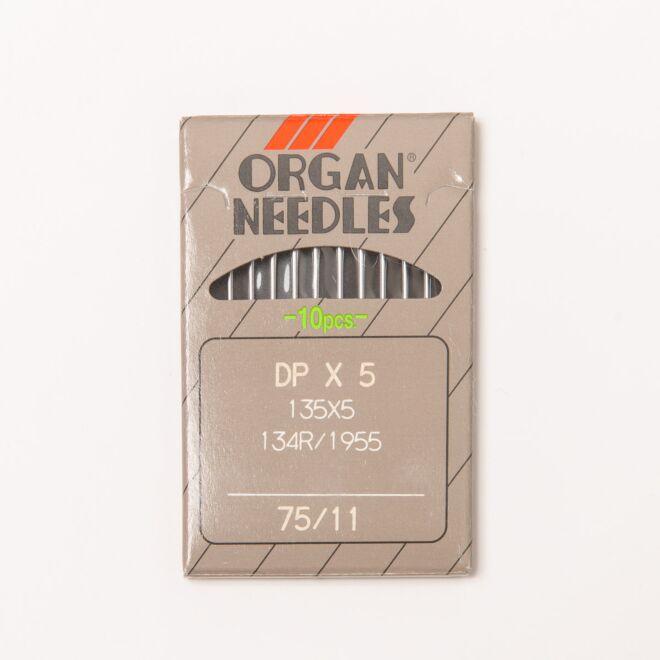 ORGAN®
NEEDLES
-10pcs.-
DP X 5
135X5
134R/1955
75/11